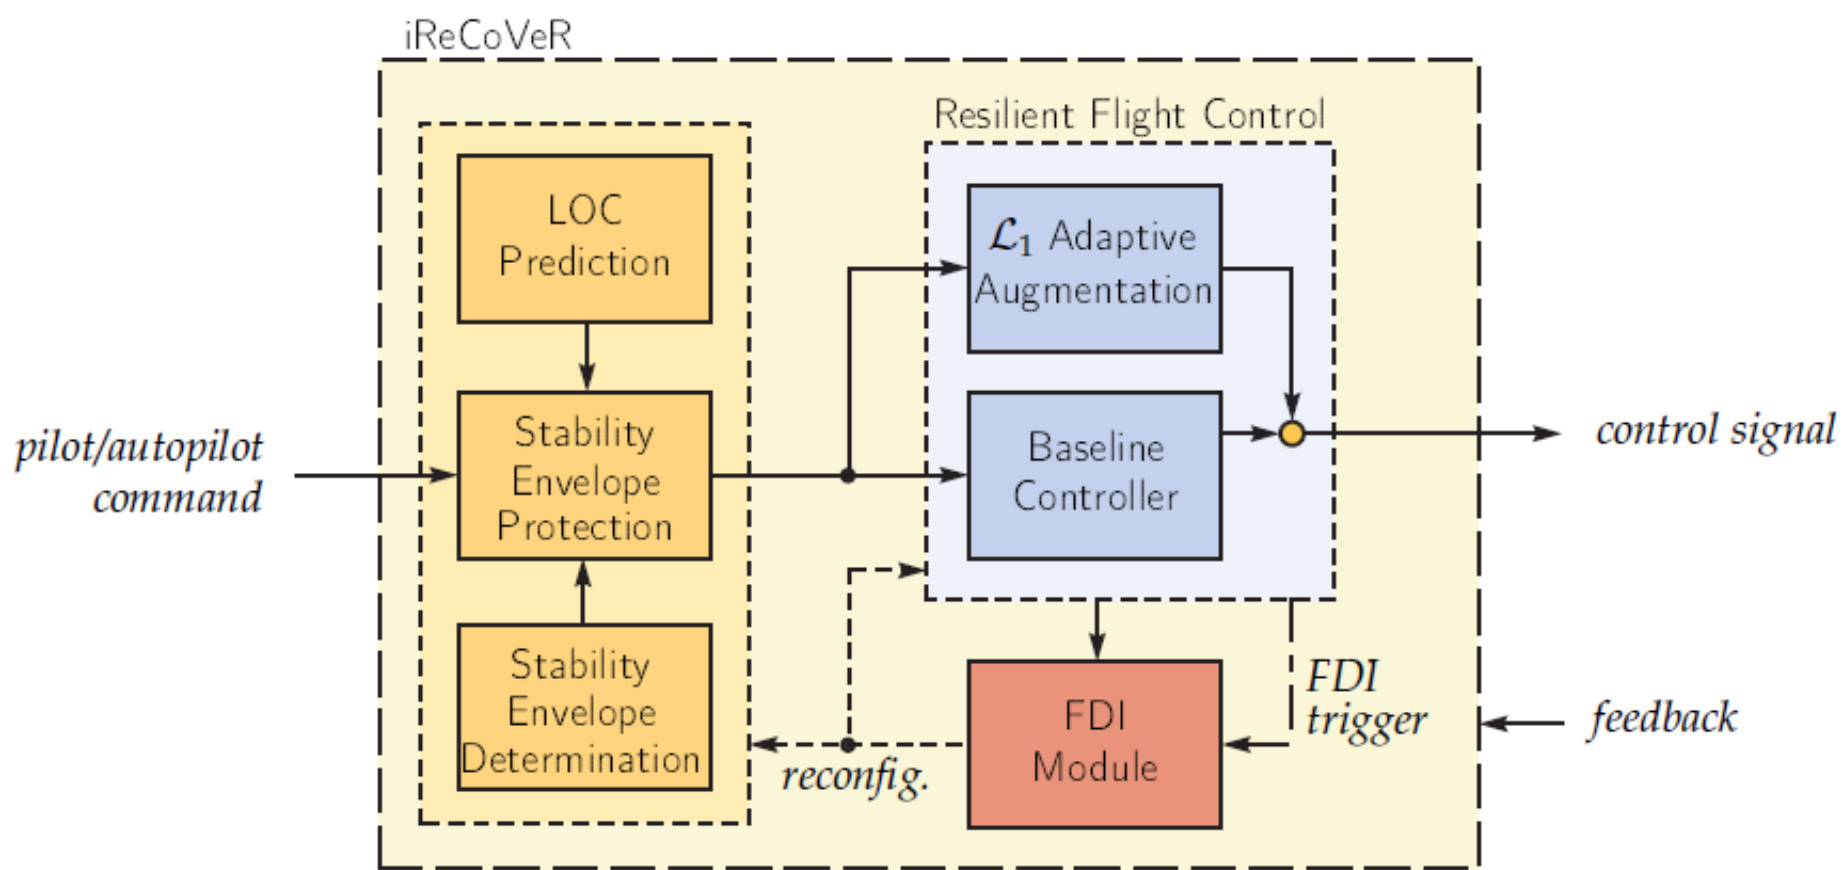 iReCoVeR
Resilient Flight Control
LOC
Prediction
ℒ₁ Adaptive
Augmentation
pilot/autopilot
command
Stability
Envelope
Protection
Baseline
Controller
control signal
Stability
Envelope
Determination
reconfig.
FDI
Module
FDI
trigger
feedback